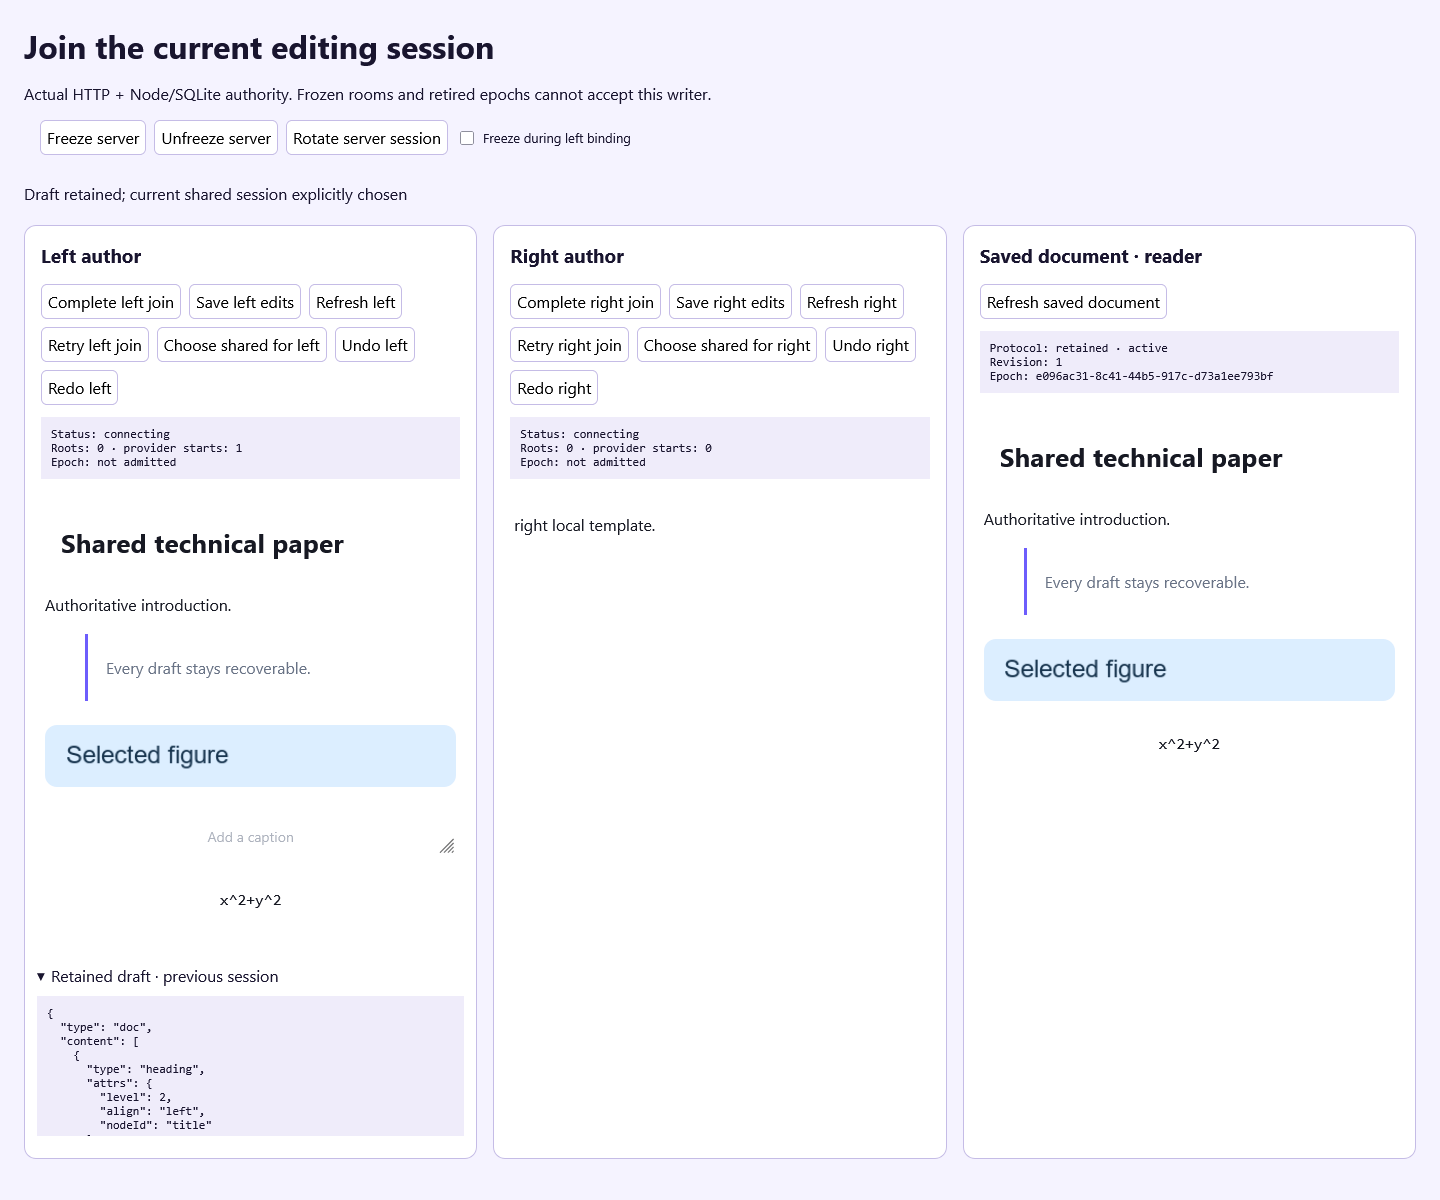 Join the current editing session
Actual HTTP + Node/SQLite authority. Frozen rooms and retired epochs cannot accept this writer.
Freeze server Unfreeze server Rotate server session Freeze during left binding
Draft retained; current shared session explicitly chosen
Left author
Complete left join Save left edits Refresh left
Retry left join Choose shared for left Undo left
Redo left
Status: connecting
Roots: 0 · provider starts: 1
Epoch: not admitted
Shared technical paper
Authoritative introduction.
Every draft stays recoverable.
Selected figure
Add a caption
x^2+y^2
▼ Retained draft · previous session
{
"type": "doc",
"content": [
{
"type": "heading",
"attrs": {
"level": 2,
"align": "left",
"nodeId": "title"
Right author
Complete right join Save right edits Refresh right
Retry right join Choose shared for right Undo right
Redo right
Status: connecting
Roots: 0 · provider starts: 0
Epoch: not admitted
right local template.
Saved document · reader
Refresh saved document
Protocol: retained · active
Revision: 1
Epoch: e096ac31-8c41-44b5-917c-d73a1ee793bf
Shared technical paper
Authoritative introduction.
Every draft stays recoverable.
Selected figure
x^2+y^2